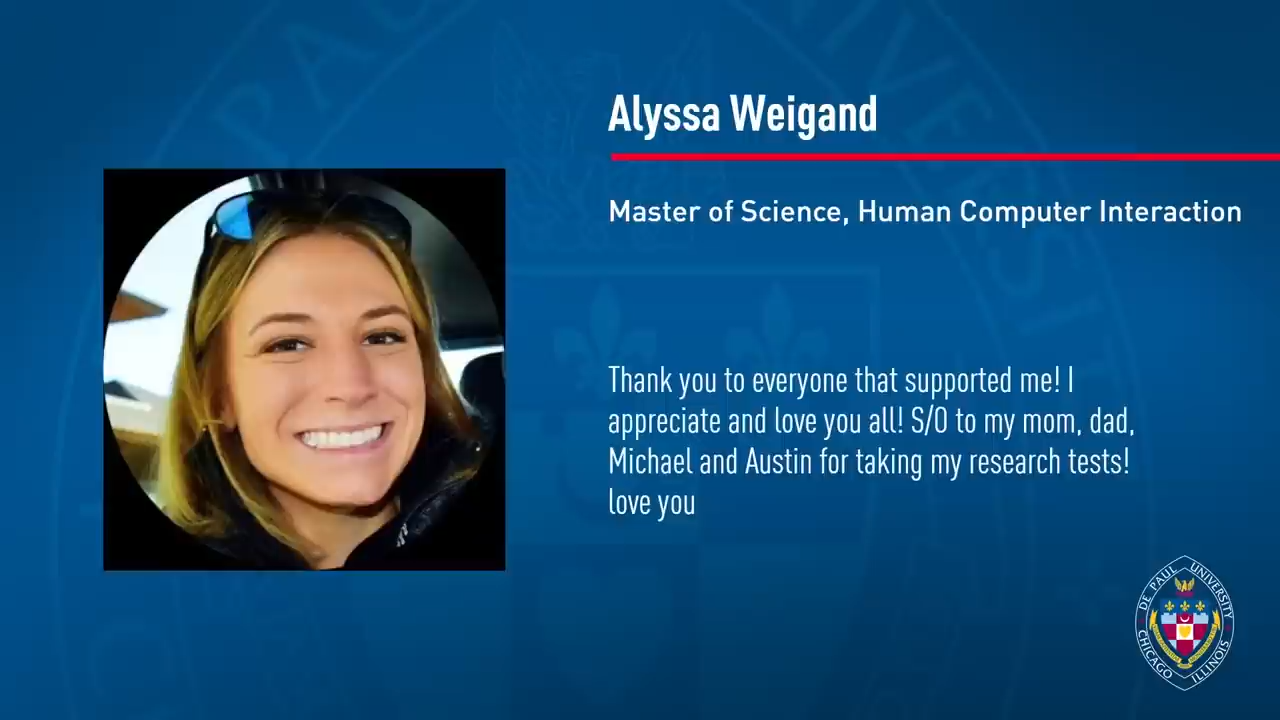 Alyssa Weigand
Master of Science, Human Computer Interaction
Thank you to everyone that supported me! I
appreciate and love you all! S/O to my mom, dad,
Michael and Austin for taking my research tests!
love you
DE PAUL UNIVERSITY
CHICAGO ILLINOIS